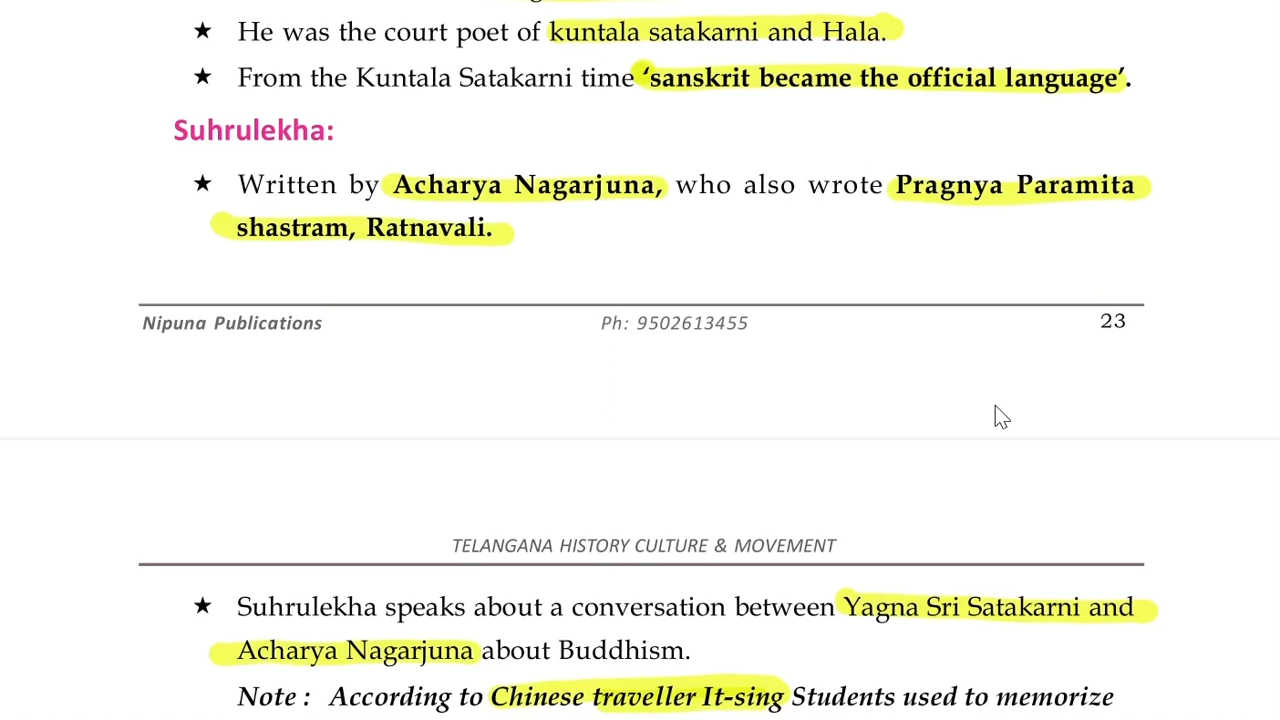 ★ He was the court poet of kuntala satakarni and Hala.
★ From the Kuntala Satakarni time ‘sanskrit became the official language’.
Suhrulekha:
★ Written by Acharya Nagarjuna, who also wrote Pragnya Paramita
shastram, Ratnavali.
Nipuna Publications Ph: 9502613455 23
TELANGANA HISTORY CULTURE & MOVEMENT
★ Suhrulekha speaks about a conversation between Yagna Sri Satakarni and
Acharya Nagarjuna about Buddhism.
Note : According to Chinese traveller It-sing Students used to memorize